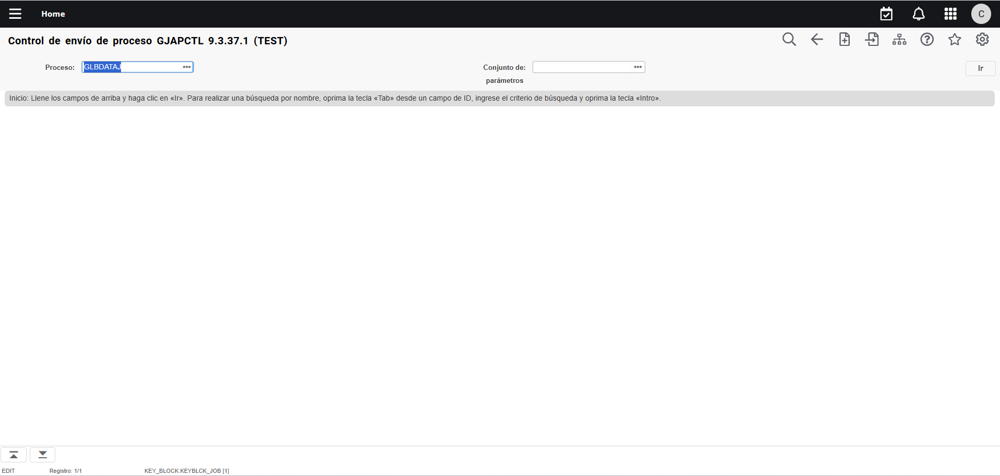 Home
C
Control de envío de proceso GJAPCTL 9.3.37.1 (TEST)
Proceso: GLBDATAJ
Conjunto de:
parámetros
Ir
Inicio: Llene los campos de arriba y haga clic en «Ir». Para realizar una búsqueda por nombre, oprima la tecla «Tab» desde un campo de ID, ingrese el criterio de búsqueda y oprima la tecla «Intro».
EDIT Registro: 1/1 KEY_BLOCK.KEYBLCK_JOB [1]